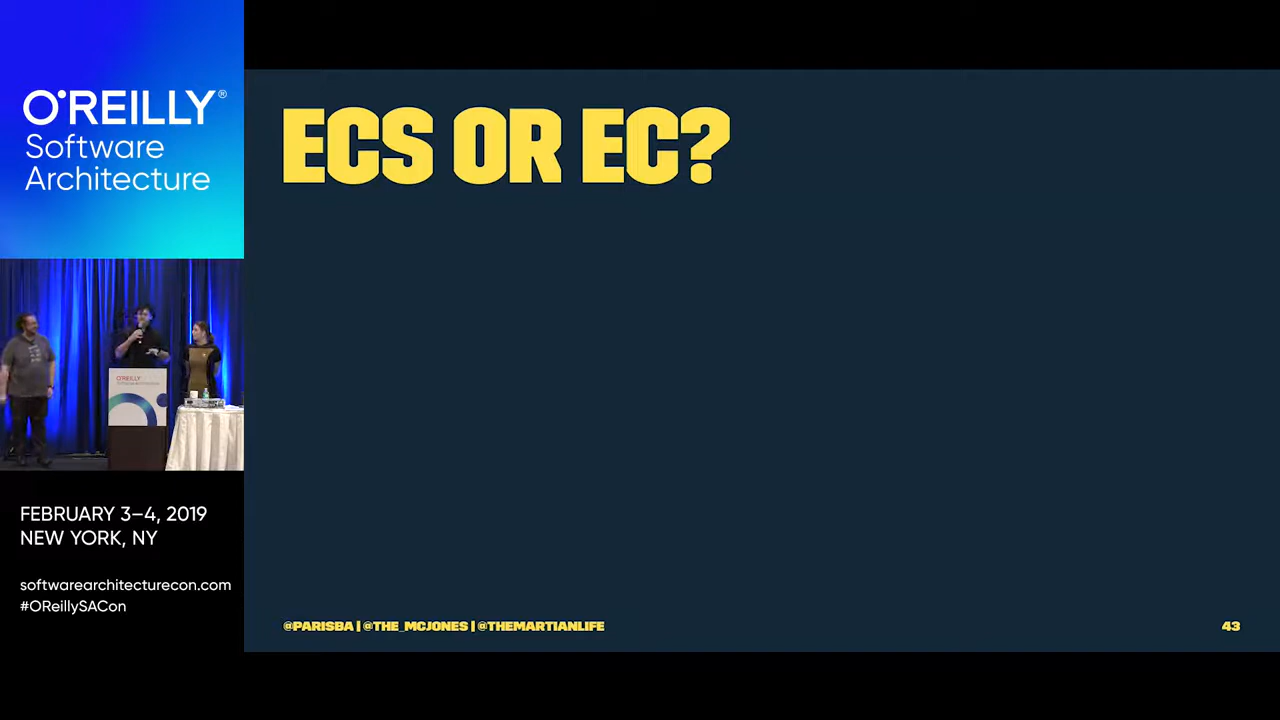 O'REILLY®
Software
Architecture
ECS OR EC?
O'REILLY
FEBRUARY 3–4, 2019
NEW YORK, NY
softwarearchitecturecon.com
#OReillySACon
@PARISBA | @THE_MCJONES | @THEMARTIANLIFE
43